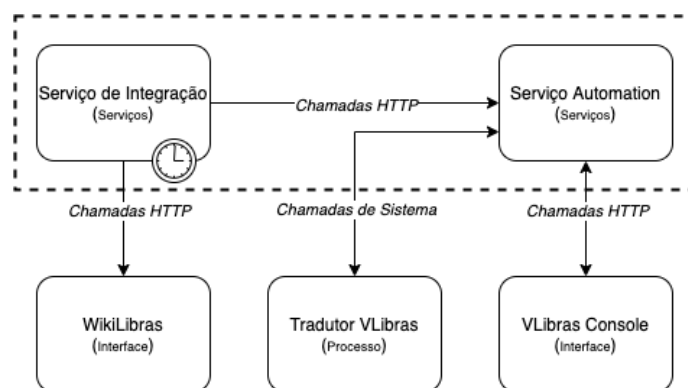 Serviço de Integração
(Serviços)
Chamadas HTTP
Serviço Automation
(Serviços)
Chamadas HTTP
Chamadas de Sistema
Chamadas HTTP
WikiLibras
(Interface)
Tradutor VLibras
(Processo)
VLibras Console
(Interface)